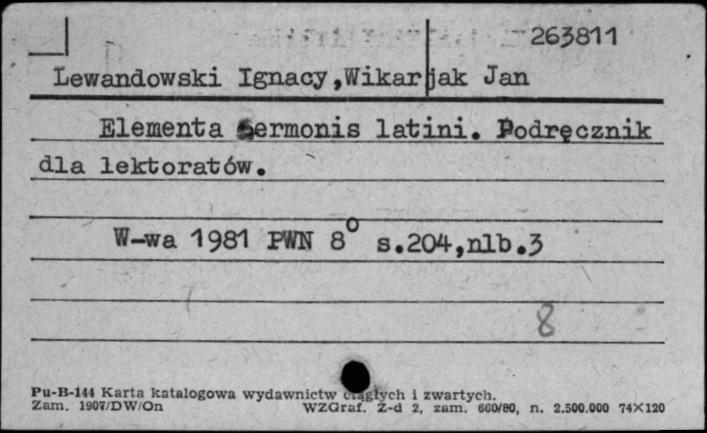 263811
Lewandowski Ignacy,Wikarjak Jan
Elementa sermonis latini. Podręcznik
dla lektoratów.
W-wa 1981 PWN 8° s.204,nlb.3
8
Pu-B-144 Karta katalogowa wydawnictw ciągłych i zwartych.
Zam. 1907/DW/On WZGraf. Z-d 2, zam. 660/80, n. 2.500.000 74×120